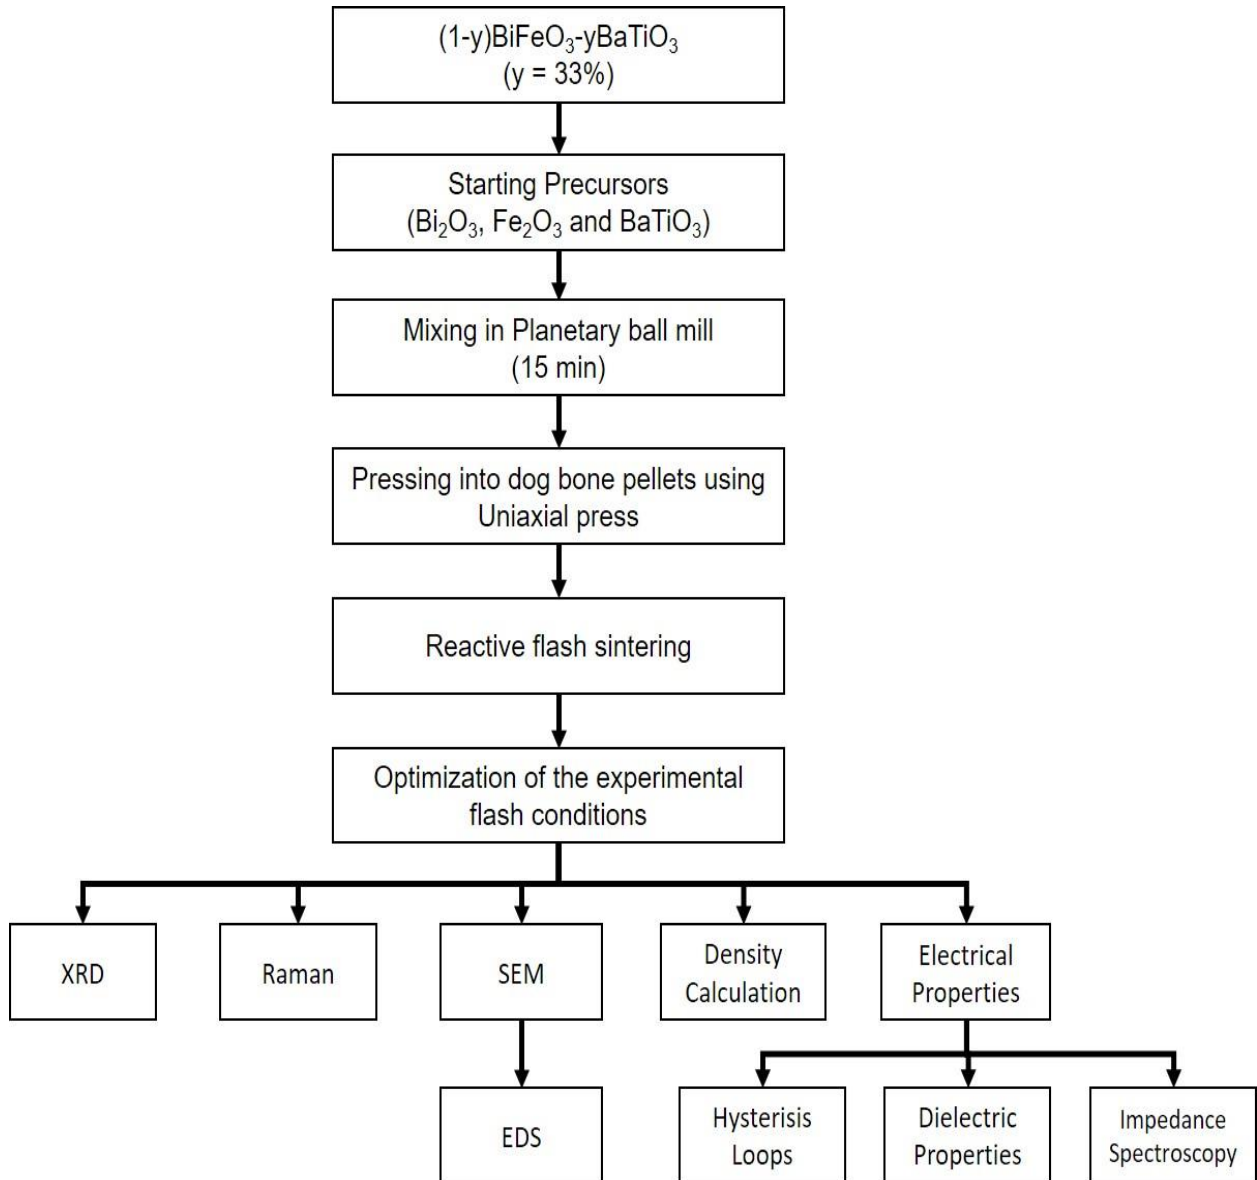 (1-y)BiFeO₃-yBaTiO₃
(y = 33%)
Starting Precursors
(Bi₂O₃, Fe₂O₃ and BaTiO₃)
Mixing in Planetary ball mill
(15 min)
Pressing into dog bone pellets using
Uniaxial press
Reactive flash sintering
Optimization of the experimental
flash conditions
XRD
Raman
SEM
Density
Calculation
Electrical
Properties
EDS
Hysterisis
Loops
Dielectric
Properties
Impedance
Spectroscopy